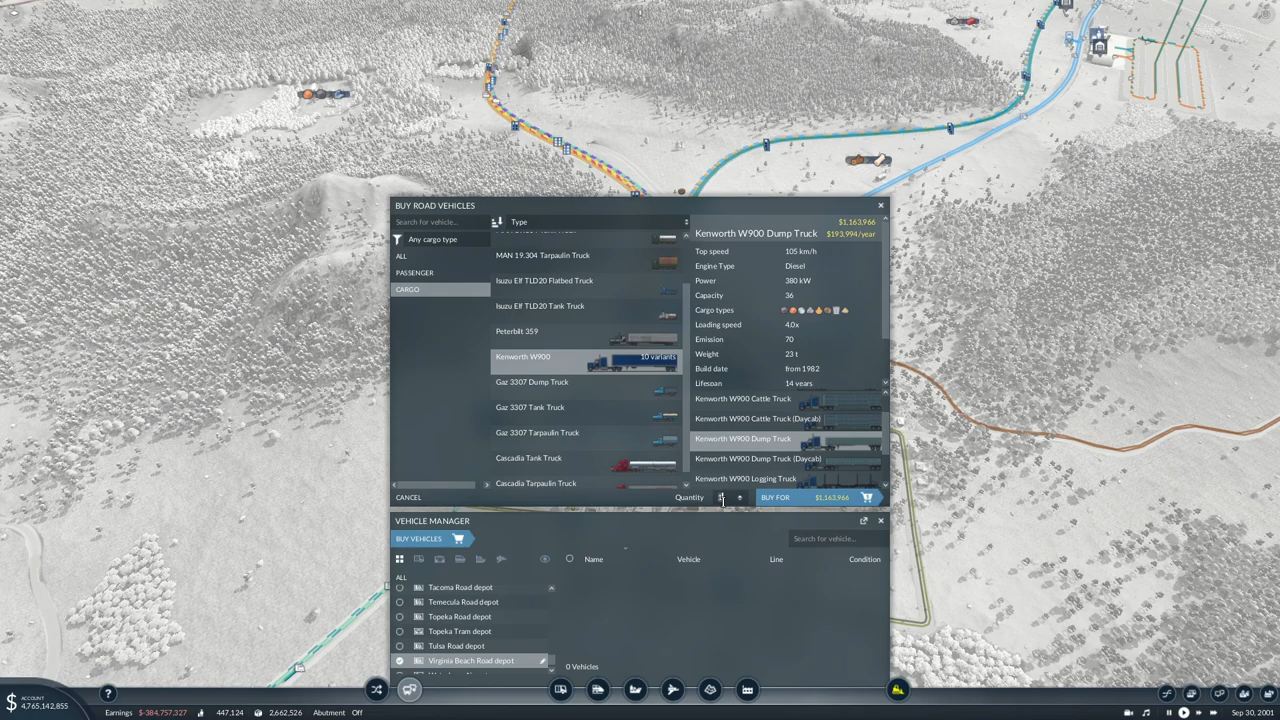 BUY ROAD VEHICLES
Search for vehicle... Type
Any cargo type
ALL
PASSENGER
CARGO
MAN 19.304 Tarpaulin Truck
Isuzu Elf TLD20 Flatbed Truck
Isuzu Elf TLD20 Tank Truck
Peterbilt 359
Kenworth W900 10 variants
Gaz 3307 Dump Truck
Gaz 3307 Tank Truck
Gaz 3307 Tarpaulin Truck
Cascadia Tank Truck
Cascadia Tarpaulin Truck
$1,163,966
Kenworth W900 Dump Truck $193,994/year
Top speed 105 km/h
Engine Type Diesel
Power 380 kW
Capacity 36
Cargo types
Loading speed 4.0x
Emission 70
Weight 23 t
Build date from 1982
Lifespan 14 years
Kenworth W900 Cattle Truck
Kenworth W900 Cattle Truck (Daycab)
Kenworth W900 Dump Truck
Kenworth W900 Dump Truck (Daycab)
Kenworth W900 Logging Truck
CANCEL Quantity BUY FOR $1,163,966
VEHICLE MANAGER
BUY VEHICLES Search for vehicle...
Name Vehicle Line Condition
ALL
Tacoma Road depot
Temecula Road depot
Topeka Road depot
Topeka Tram depot
Tulsa Road depot
Virginia Beach Road depot
0 Vehicles
$ ACCOUNT
4,765,142,855
?
Earnings $-384,757,327 447,124 2,662,526 Abutment Off Sep 30, 2001